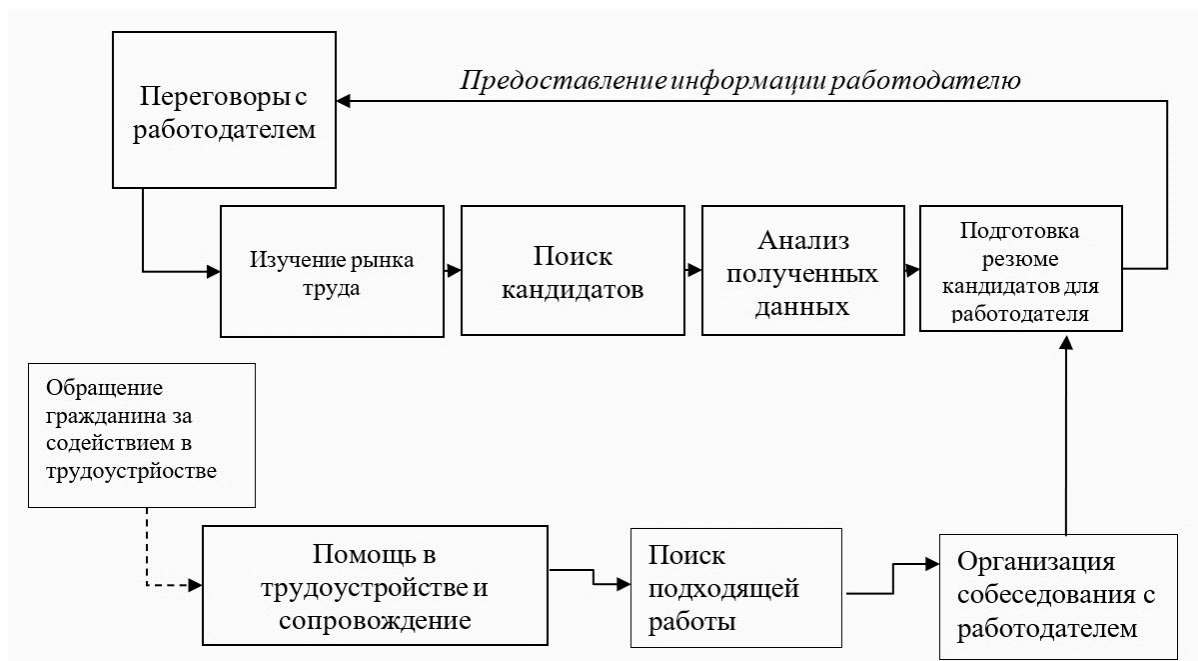 Переговоры с
работодателем
Предоставление информации работодателю
Изучение рынка
труда
Поиск
кандидатов
Анализ
полученных
данных
Подготовка
резюме
кандидатов для
работодателя
Обращение
гражданина за
содействием в
трудоустрйостве
Помощь в
трудоустройстве и
сопровождение
Поиск
подходящей
работы
Организация
собеседования с
работодателем